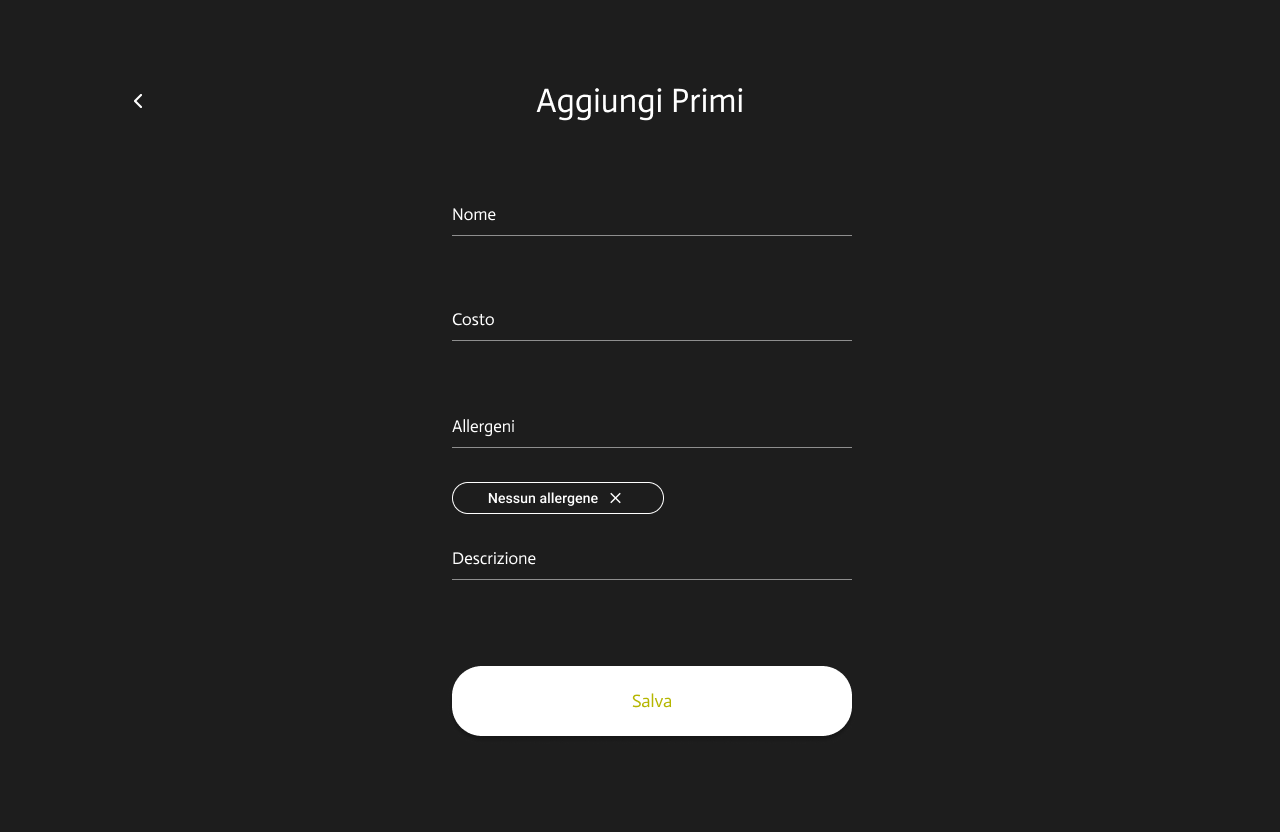 Aggiungi Primi
Nome
Costo
Allergeni
Nessun allergene
Descrizione
Salva